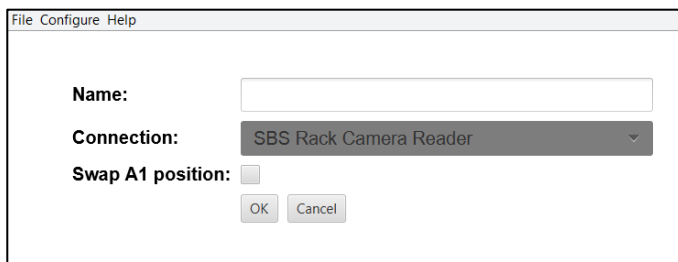 File Configure Help
Name:
Connection: SBS Rack Camera Reader
Swap A1 position:
OK Cancel